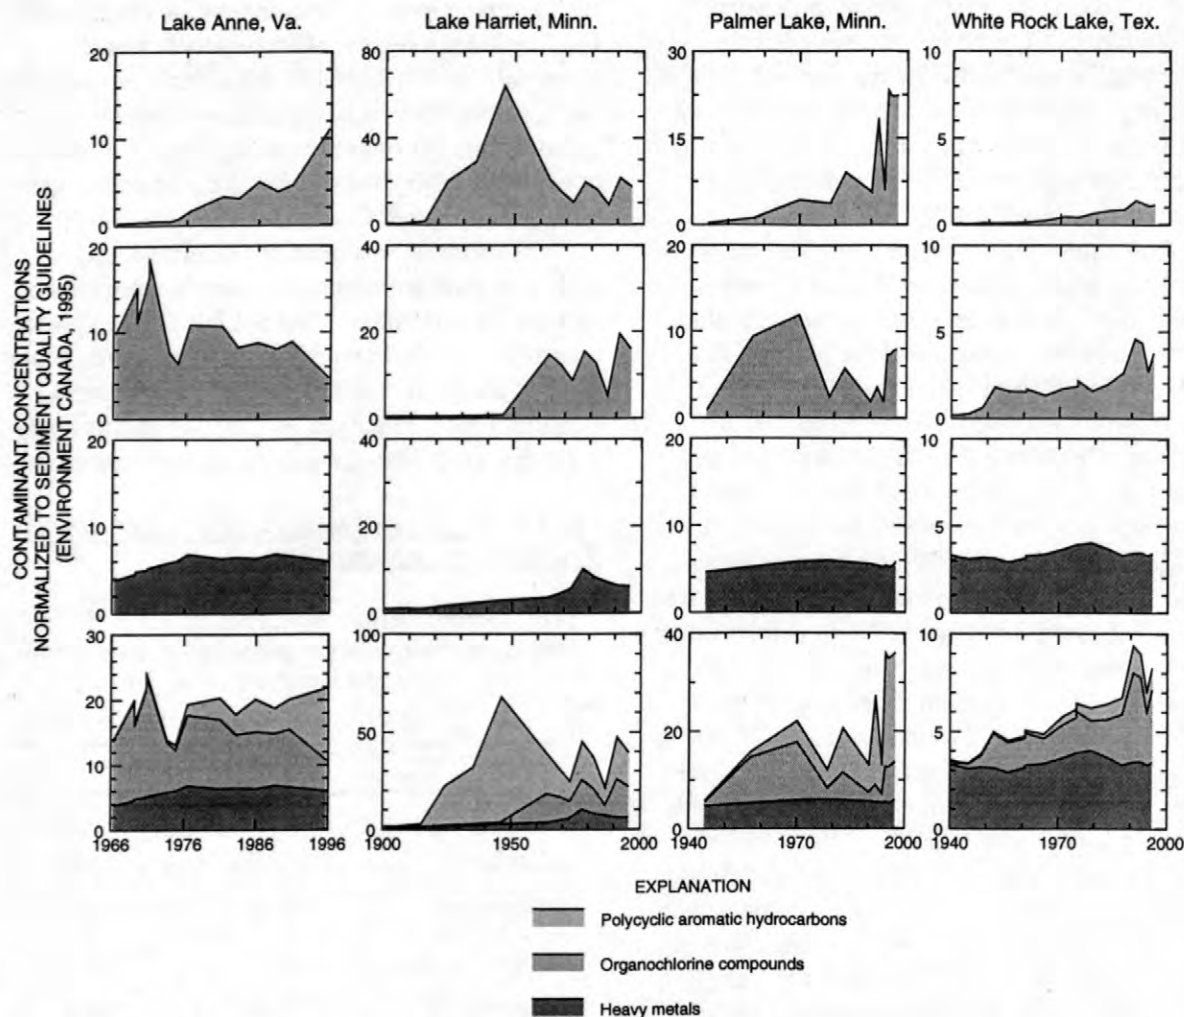 Lake Anne, Va. Lake Harriet, Minn. Palmer Lake, Minn. White Rock Lake, Tex.
CONTAMINANT CONCENTRATIONS
NORMALIZED TO SEDIMENT QUALITY GUIDELINES
(ENVIRONMENT CANADA, 1995)
20 80 30 10
10 40 15 5
0 0 0 0
20 40 20 10
10 20 10 5
0 0 0 0
20 40 20 10
10 20 10 5
0 0 0 0
30 100 40 10
20
50 20 5
10
0 0 0 0
1966 1976 1986 1996 1900 1950 2000 1940 1970 2000 1940 1970 2000
EXPLANATION
Polycyclic aromatic hydrocarbons
Organochlorine compounds
Heavy metals